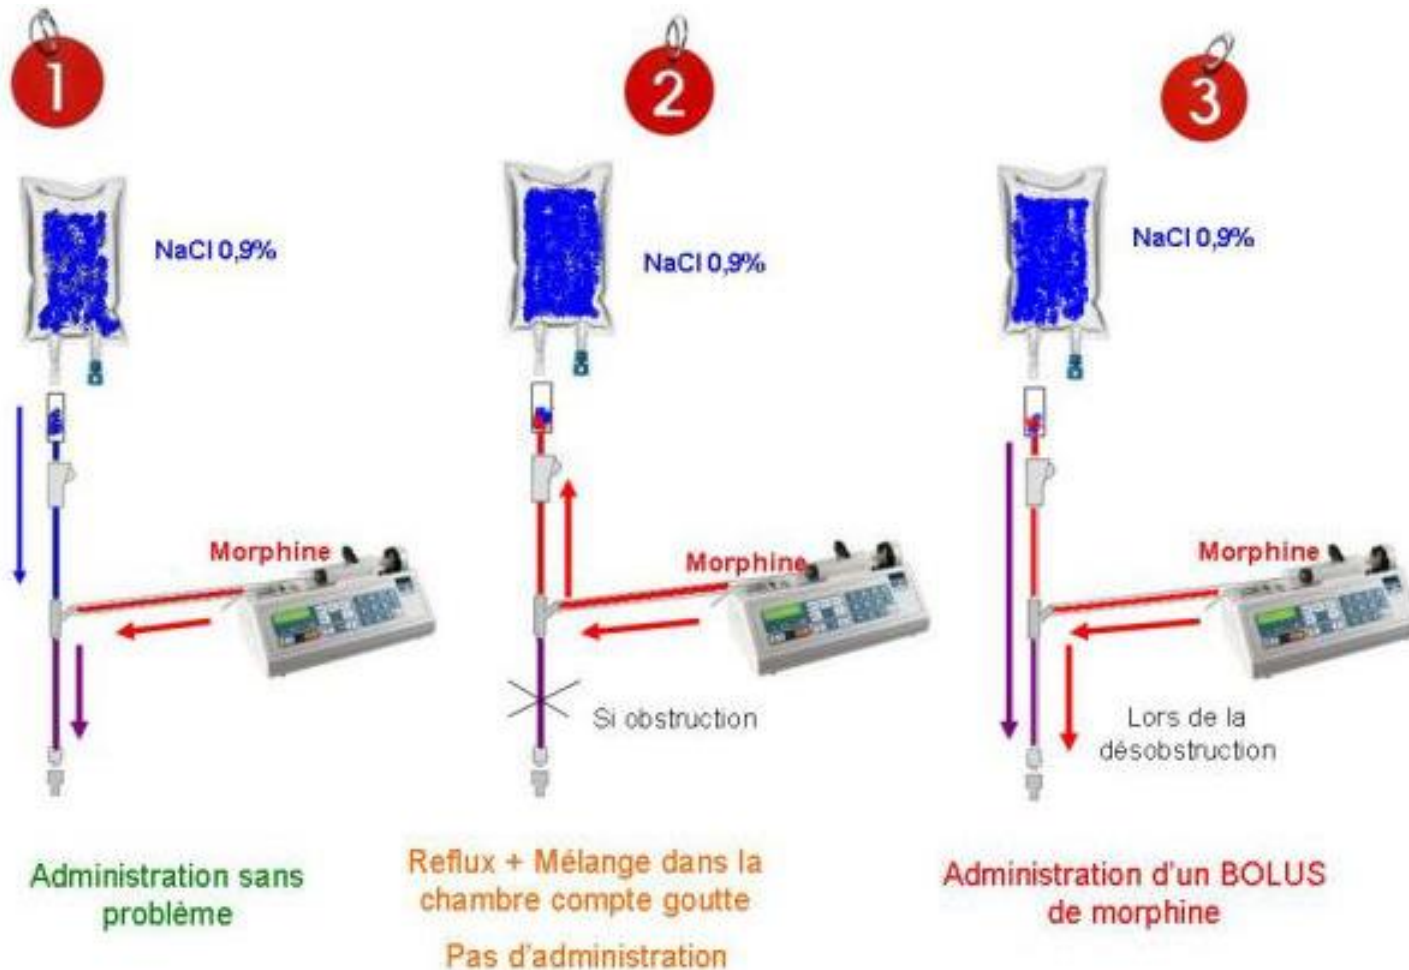 1
2
3
NaCl 0,9%
NaCl 0,9%
NaCl 0,9%
Morphine
Morphine
Morphine
Si obstruction
Lors de la
désobstruction
Administration sans
problème
Reflux + Mélange dans la
chambre compte goutte
Pas d'administration
Administration d'un BOLUS
de morphine